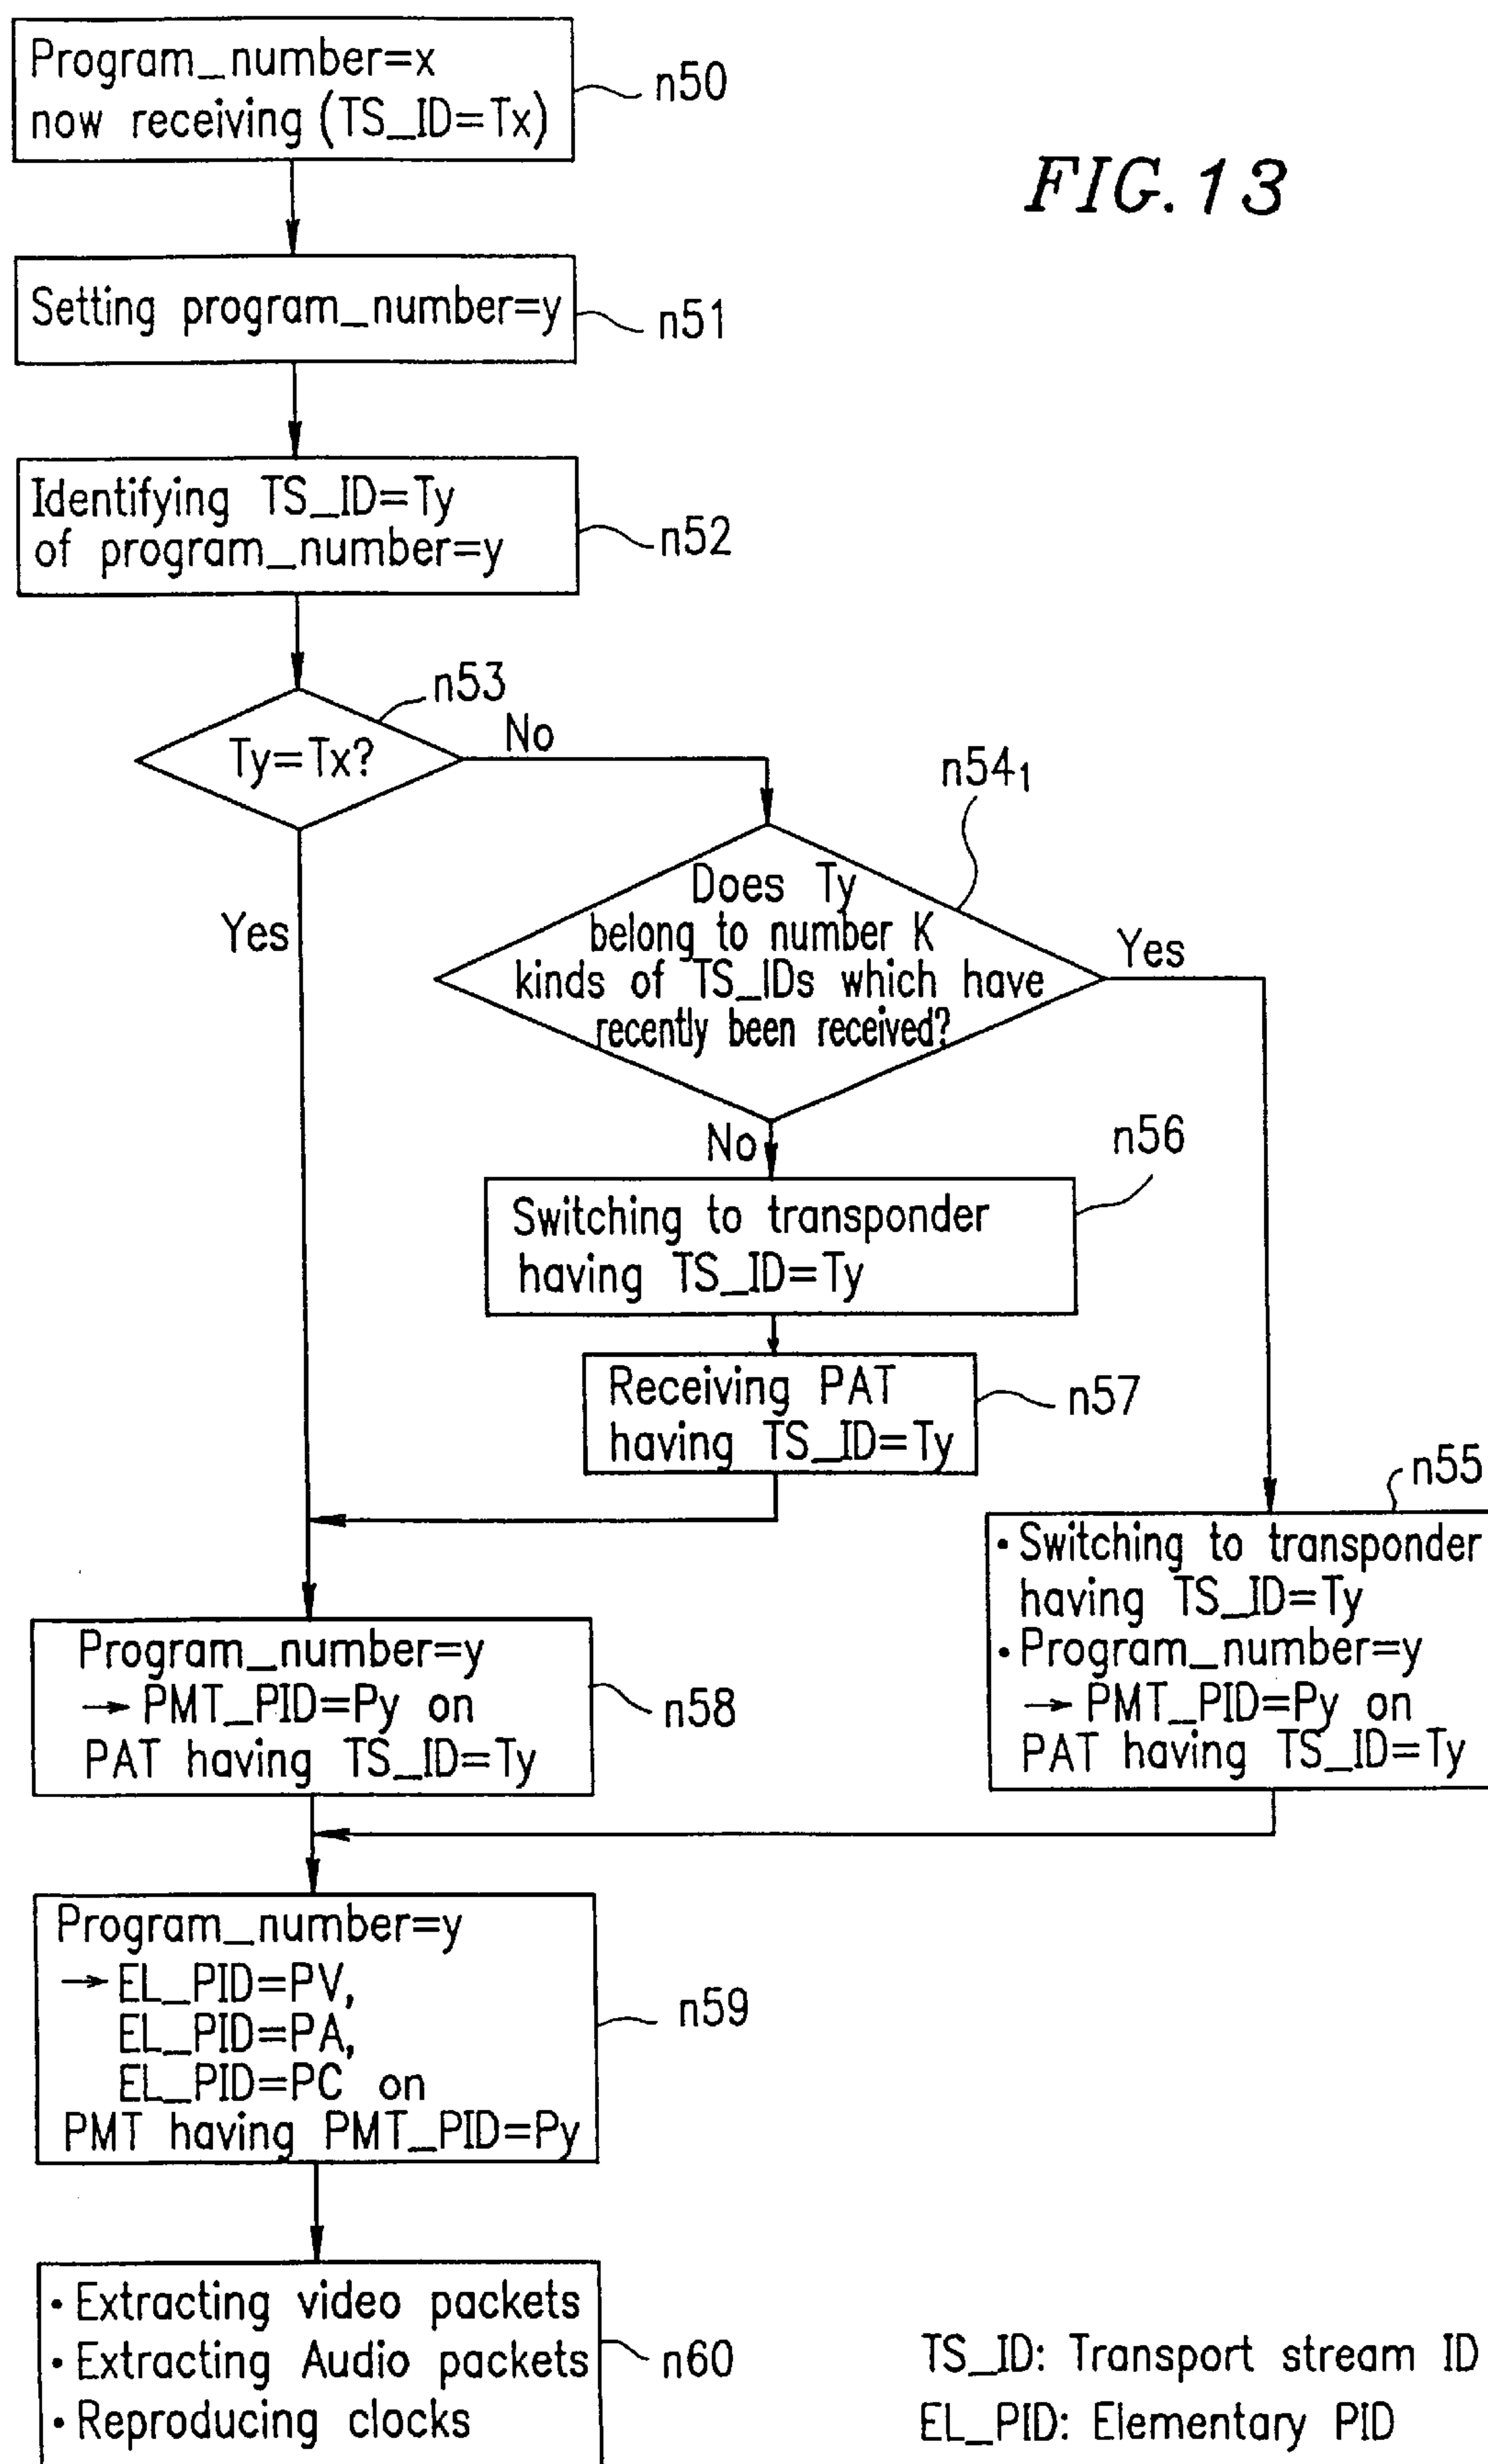 Program_number=x
now receiving (TS_ID=Tx)
n50
FIG.13
Setting program_number=y
n51
Identifying TS_ID=Ty
of program_number=y
n52
n53
Ty=Tx?
No
Yes
n54₁
Does Ty
belong to number K
kinds of TS_IDs which have
recently been received?
Yes
No
n56
Switching to transponder
having TS_ID=Ty
Receiving PAT
having TS_ID=Ty
n57
n55
• Switching to transponder
having TS_ID=Ty
• Program_number=y
→ PMT_PID=Py on
PAT having TS_ID=Ty
Program_number=y
→ PMT_PID=Py on
PAT having TS_ID=Ty
n58
Program_number=y
→ EL_PID=PV,
EL_PID=PA,
EL_PID=PC on
PMT having PMT_PID=Py
n59
• Extracting video packets
• Extracting Audio packets
• Reproducing clocks
n60
TS_ID: Transport stream ID
EL_PID: Elementary PID